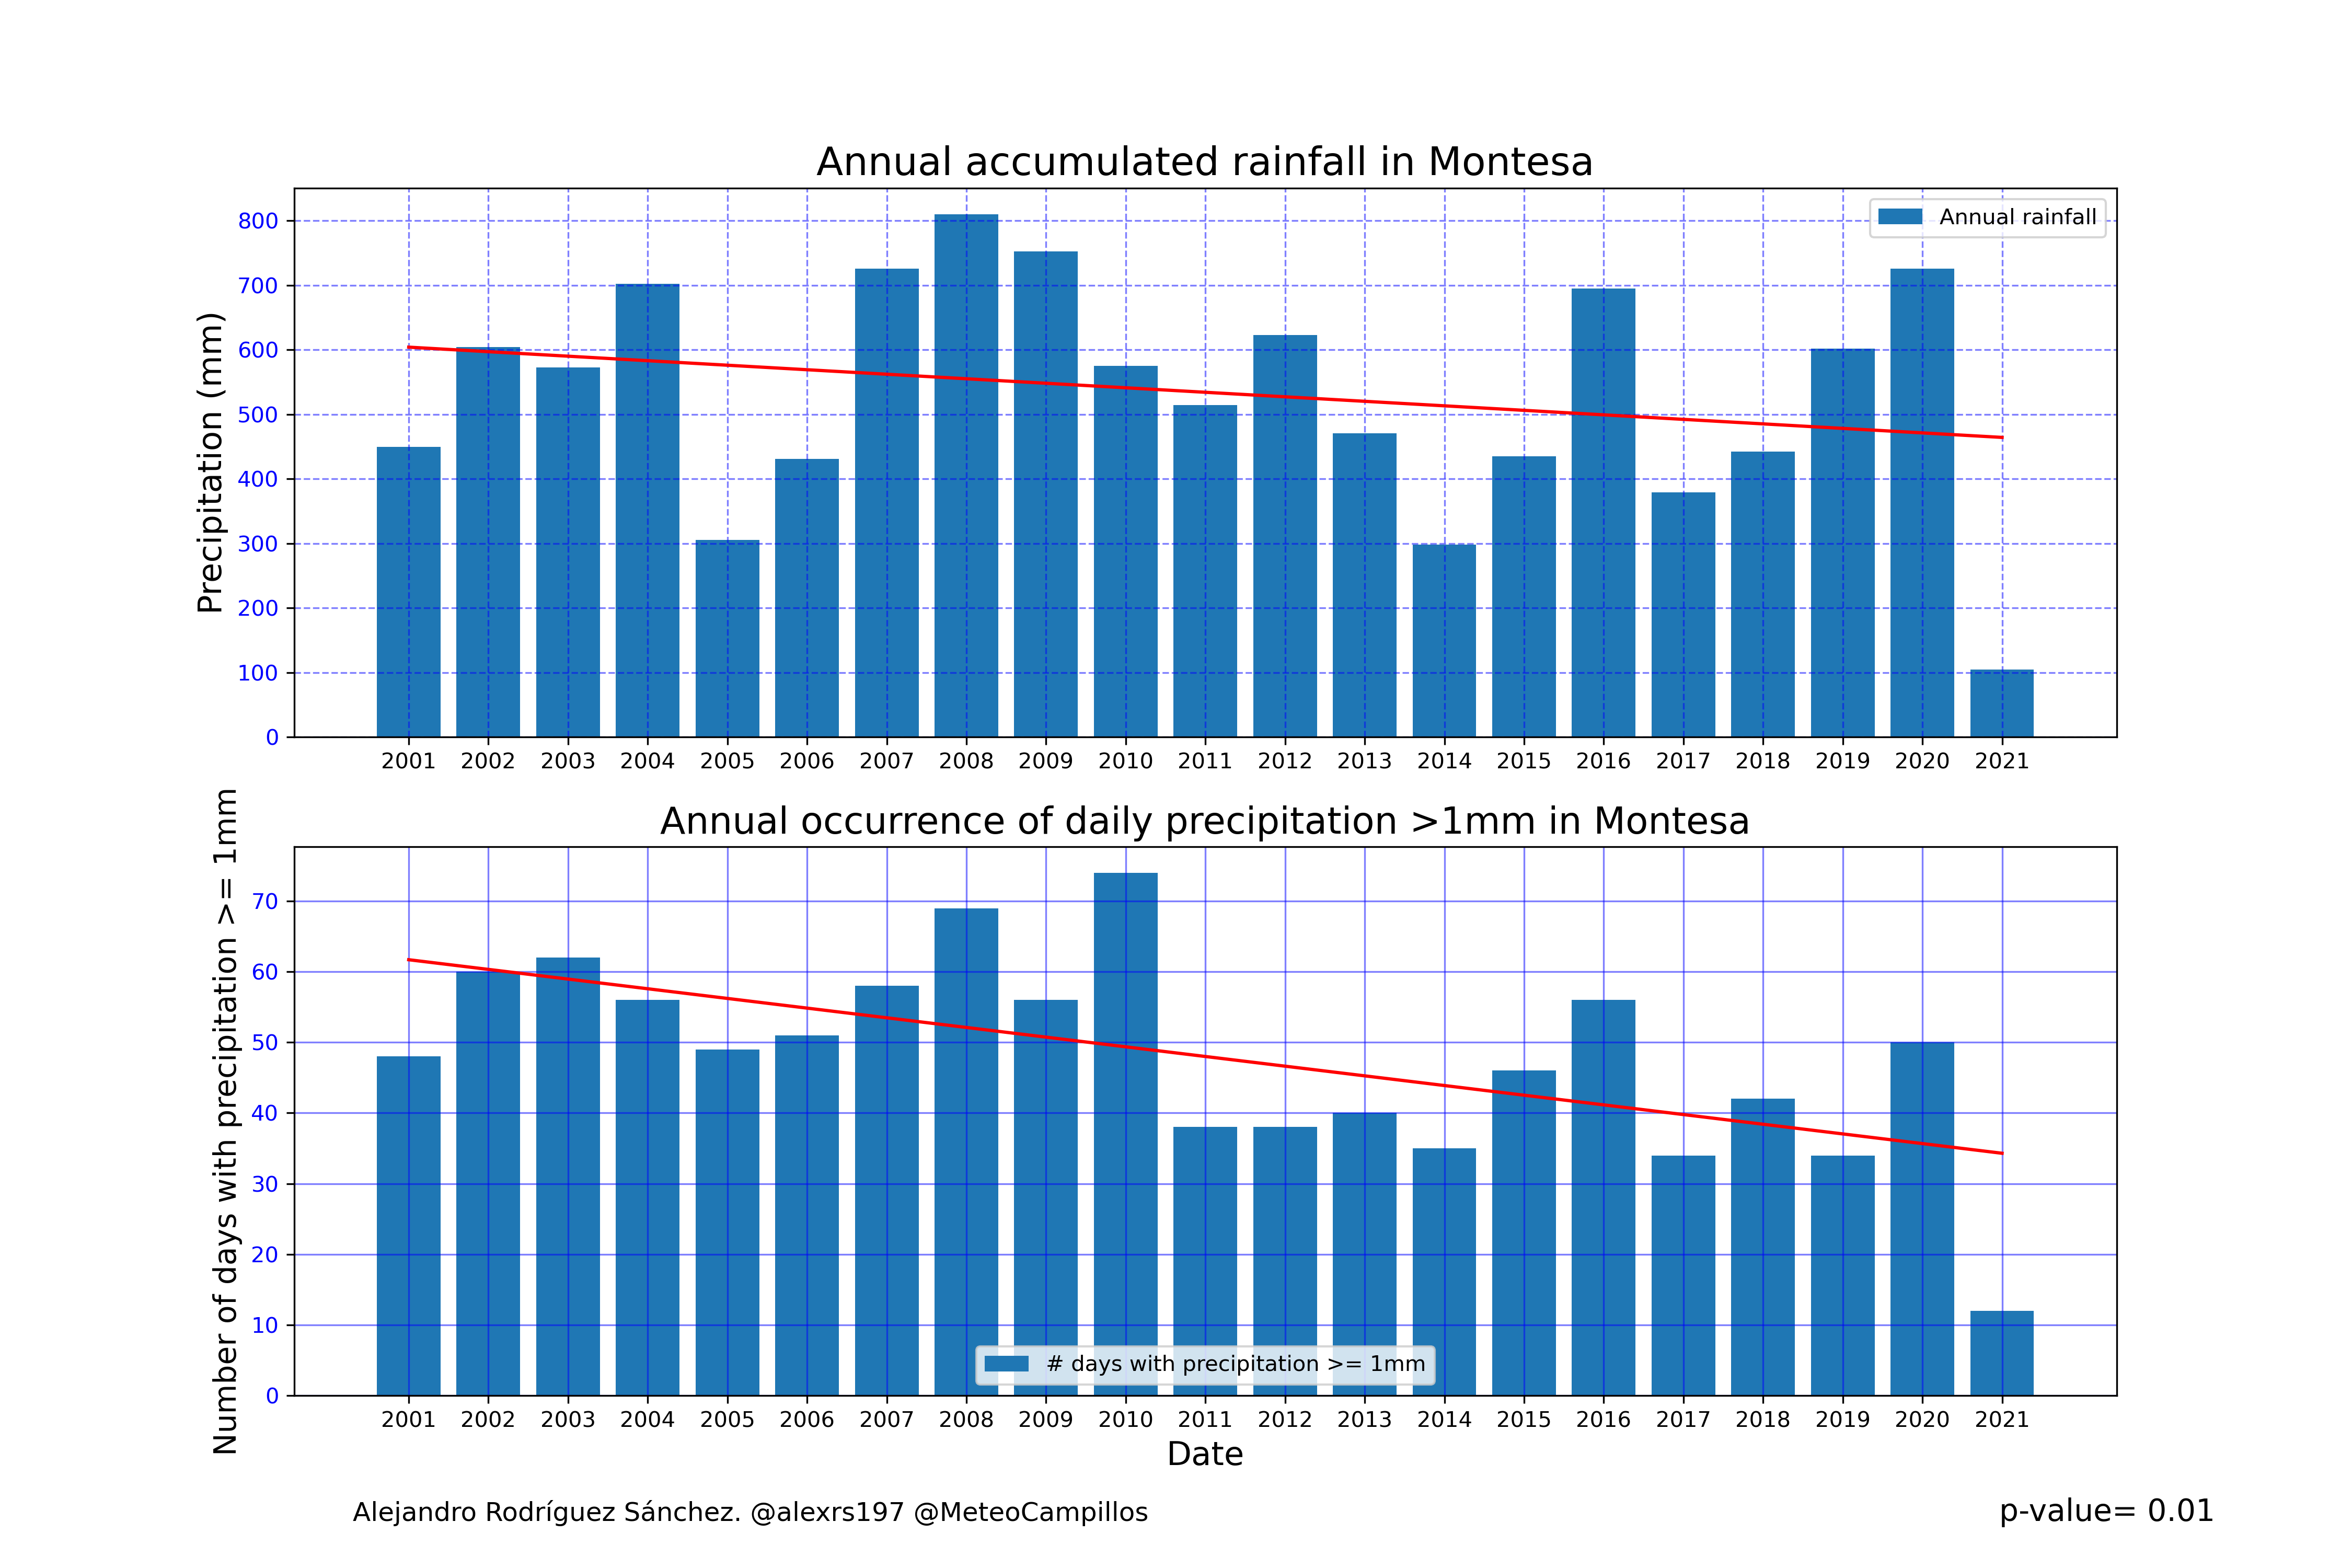 Annual accumulated rainfall in Montesa
Precipitation (mm)
800
700
600
500
400
300
200
100
0
Annual rainfall
2001 2002 2003 2004 2005 2006 2007 2008 2009 2010 2011 2012 2013 2014 2015 2016 2017 2018 2019 2020 2021
Annual occurrence of daily precipitation >1mm in Montesa
Number of days with precipitation >= 1mm
70
60
50
40
30
20
10
0
# days with precipitation >= 1mm
2001 2002 2003 2004 2005 2006 2007 2008 2009 2010 2011 2012 2013 2014 2015 2016 2017 2018 2019 2020 2021
Date
Alejandro Rodríguez Sánchez. @alexrs197 @MeteoCampillos
p-value= 0.01